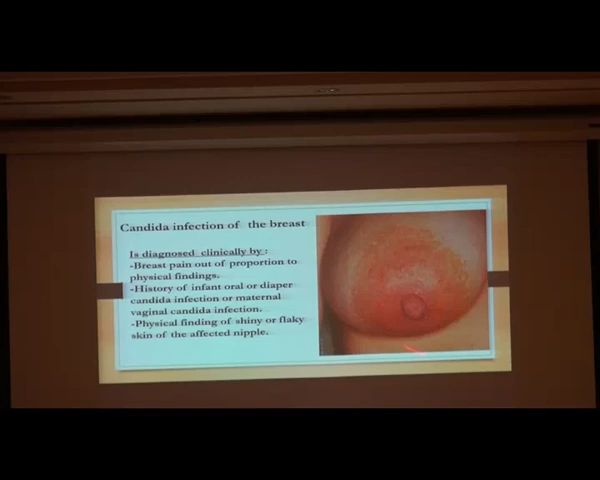 Candida infection of the breast
Is diagnosed clinically by :
-Breast pain out of proportion to
physical findings.
-History of infant oral or diaper
candida infection or maternal
vaginal candida infection.
-Physical finding of shiny or flaky
skin of the affected nipple.